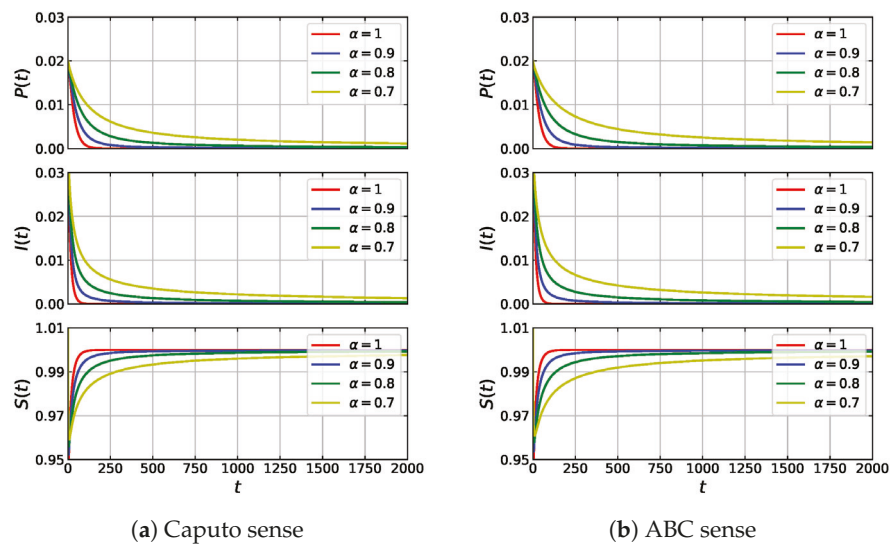 0.03
0.02
0.01
0.00
P(t)
α = 1
α = 0.9
α = 0.8
α = 0.7
0.03
0.02
0.01
0.00
I(t)
α = 1
α = 0.9
α = 0.8
α = 0.7
1.01
0.99
0.97
0.95
S(t)
α = 1
α = 0.9
α = 0.8
α = 0.7
0 250 500 750 1000 1250 1500 1750 2000
t
(a) Caputo sense
0.03
0.02
0.01
0.00
P(t)
α = 1
α = 0.9
α = 0.8
α = 0.7
0.03
0.02
0.01
0.00
I(t)
α = 1
α = 0.9
α = 0.8
α = 0.7
1.01
0.99
0.97
0.95
S(t)
α = 1
α = 0.9
α = 0.8
α = 0.7
0 250 500 750 1000 1250 1500 1750 2000
t
(b) ABC sense